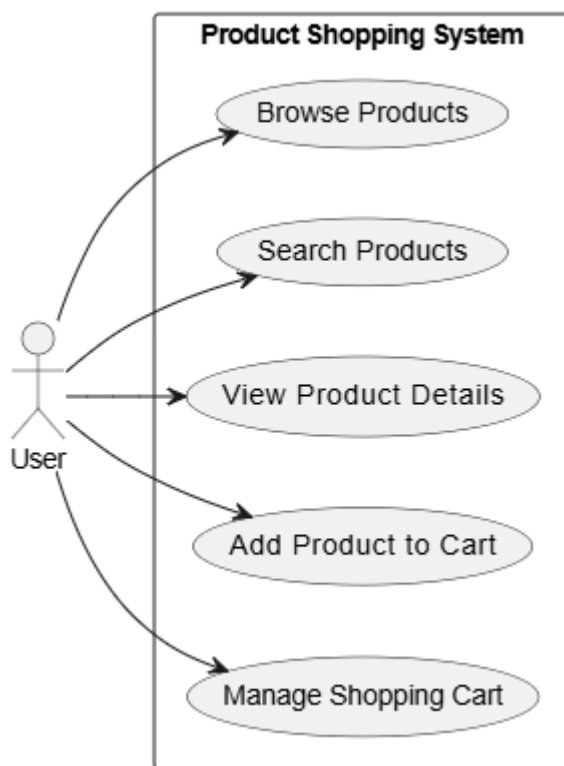 Product Shopping System
Browse Products
Search Products
View Product Details
User
Add Product to Cart
Manage Shopping Cart